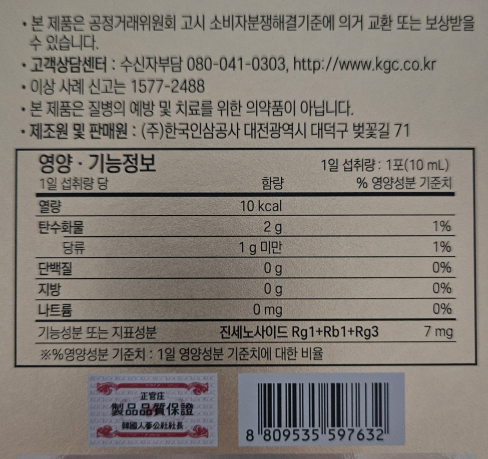 • 본 제품은 공정거래위원회 고시 소비자분쟁해결기준에 의거 교환 또는 보상받을
수 있습니다.
• 고객상담센터 : 수신자부담 080-041-0303, http://www.kgc.co.kr
• 이상 사례 신고는 1577-2488
• 본 제품은 질병의 예방 및 치료를 위한 의약품이 아닙니다.
• 제조원 및 판매원 : (주)한국인삼공사 대전광역시 대덕구 벚꽃길 71
영양 · 기능정보 1일 섭취량 : 1포(10 mL)
1일 섭취량 당 함량 % 영양성분 기준치
열량 10 kcal
탄수화물 2 g 1%
당류 1 g 미만 1%
단백질 0 g 0%
지방 0 g 0%
나트륨 0 mg 0%
기능성분 또는 지표성분 진세노사이드 Rg1+Rb1+Rg3 7 mg
※%영양성분 기준치 : 1일 영양성분 기준치에 대한 비율
正官庄
製品品質保證
韓國人蔘公社社長
8 809535 597632